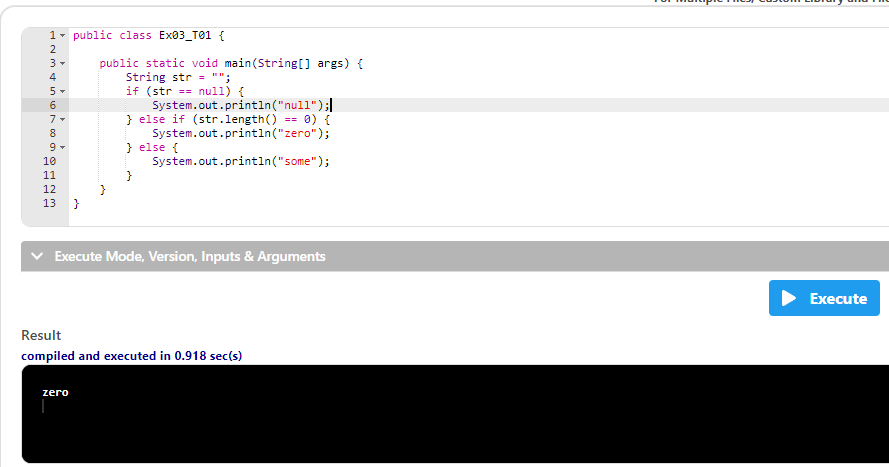 For Multiple Files, Custom Library and File
1 public class Ex03_T01 {
2
3     public static void main(String[] args) {
4         String str = "";
5         if (str == null) {
6             System.out.println("null");
7         } else if (str.length() == 0) {
8             System.out.println("zero");
9         } else {
10             System.out.println("some");
11         }
12     }
13 }
Execute Mode, Version, Inputs & Arguments
Execute
Result
compiled and executed in 0.918 sec(s)
zero